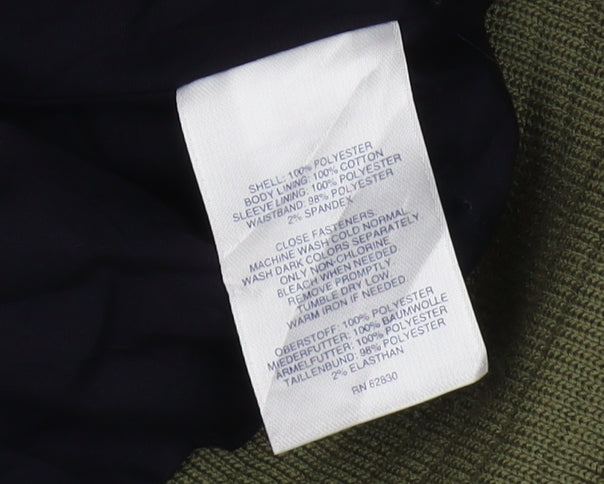 SHELL: 100% POLYESTER
BODY LINING: 100% COTTON
SLEEVE LINING: 100% POLYESTER
WAISTBAND: 98% POLYESTER
2% SPANDEX
CLOSE FASTENERS.
MACHINE WASH COLD NORMAL
WASH DARK COLORS SEPARATELY
ONLY NON-CHLORINE
BLEACH WHEN NEEDED
REMOVE PROMPTLY
TUMBLE DRY LOW
WARM IRON IF NEEDED
OBERSTOFF: 100% POLYESTER
MIEDERFUTTER: 100% BAUMWOLLE
ARMELFUTTER: 100% POLYESTER
TAILLENBUND: 98% POLYESTER
2% ELASTHAN
RN 62830